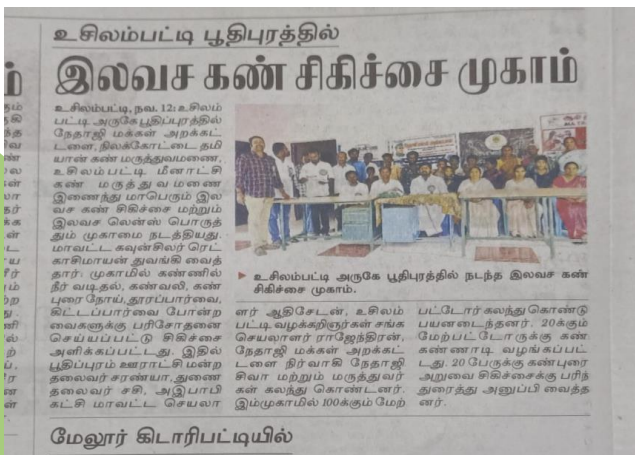 உசிலம்பட்டி பூதிபுரத்தில்
இலவச கண் சிகிச்சை முகாம்
உசிலம்பட்டி, நவ. 12: உசிலம்
பட்டி அருகே பூதிப்புரத்தில்
நேதாஜி மக்கள் அறக்கட்
டளை, நிலக்கோட்டை தமி
யான் கண் மருத்துவமணை,
உசிலம்பட்டி மீனாட்சி
கண் மருத்துவமணை
இணைந்து மாபெரும் இல
வச கண் சிகிச்சை மற்றும்
இலவச லென்ஸ் பொருத்
தும் முகாமை நடத்தியது.
மாவட்ட கவுன்சிலர் ரெட்
காசிமாயன் துவங்கி வைத்
தார். முகாமில் கண்ணில்
நீர் வடிதல், கண்வலி, கண்
புரை நோய், தூரப்பார்வை,
கிட்டப்பார்வை போன்ற
வைகளுக்கு பரிசோதனை
செய்யப்பட்டு சிகிச்சை
அளிக்கப்பட்டது. இதில்
பூதிப்புரம் ஊராட்சி மன்ற
தலைவர் சரண்யா, துணை
தலைவர் சசி, அஇபாபி
கட்சி மாவட்ட செயலா
உசிலம்பட்டி அருகே பூதிபுரத்தில் நடந்த இலவச கண்
சிகிச்சை முகாம்.
ளர் ஆதிசேடன், உசிலம்
பட்டி வழக்கறிஞர்கள் சங்க
செயலாளர் ராஜேந்திரன்,
நேதாஜி மக்கள் அறக்கட்
டளை நிர்வாகி நேதாஜி
சிவா மற்றும் மருத்துவர்
கள் கலந்து கொண்டனர்.
இம்முகாமில் 100க்கும் மேற்
பட்டோர் கலந்து கொண்டு
பயனடைந்தனர். 20க்கும்
மேற்பட்டோருக்கு கண்
கண்ணாடி வழங்கப்பட்
டது. 20 பேருக்கு கண்புரை
அறுவை சிகிச்சைக்கு பரிந்
துரைத்து அனுப்பி வைத்த
னர்.
மேலூர் கிடாரிபட்டியில்